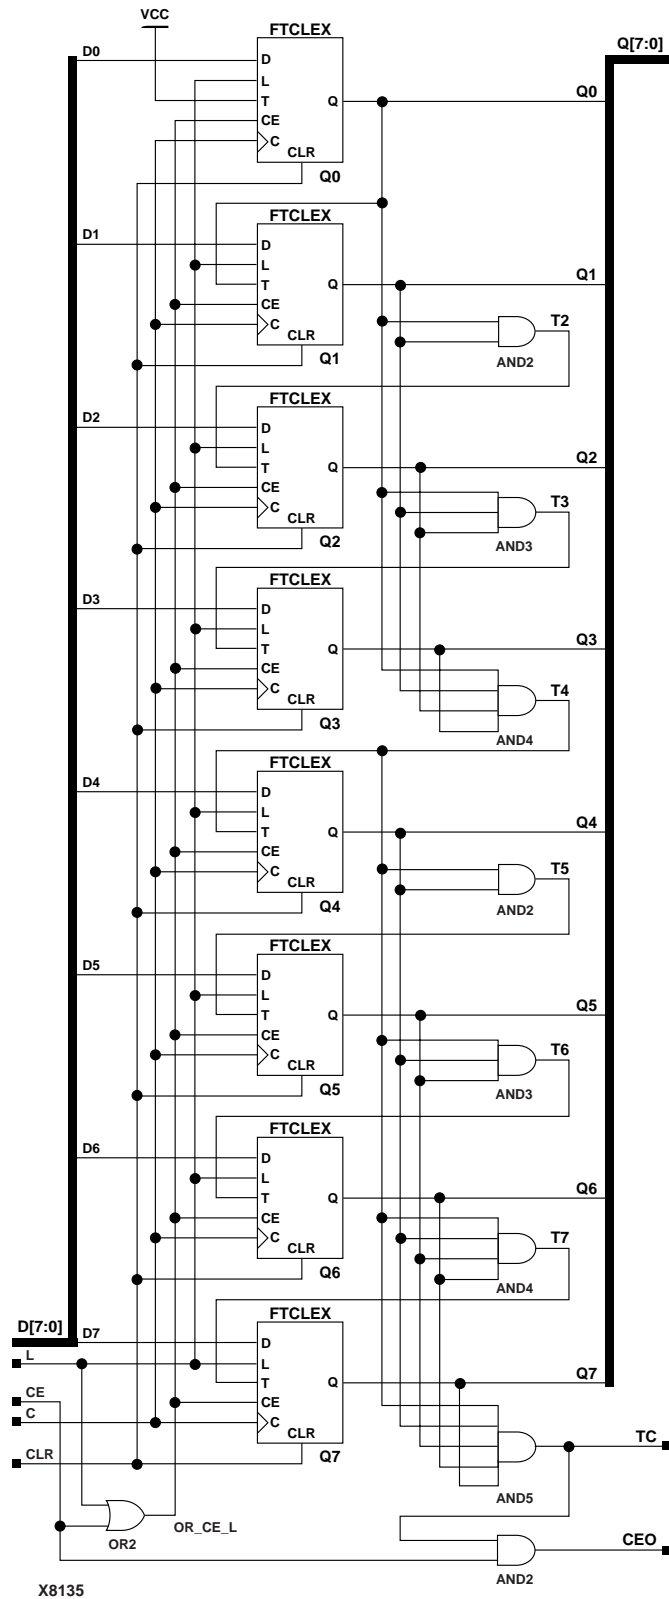 VCC
FTCLEX
Q[7:0]
D0
D
L
T
CE
C
CLR
Q
Q0
Q0
FTCLEX
D1
D
L
T
CE
C
CLR
Q
Q1
Q1
T2
AND2
FTCLEX
D2
D
L
T
CE
C
CLR
Q
Q2
Q2
T3
AND3
FTCLEX
D3
D
L
T
CE
C
CLR
Q
Q3
Q3
T4
AND4
FTCLEX
D4
D
L
T
CE
C
CLR
Q
Q4
Q4
T5
AND2
FTCLEX
D5
D
L
T
CE
C
CLR
Q
Q5
Q5
T6
AND3
FTCLEX
D6
D
L
T
CE
C
CLR
Q
Q6
Q6
T7
AND4
FTCLEX
D[7:0]
D7
D
L
T
CE
C
CLR
Q
Q7
Q7
L
CE
C
CLR
TC
AND5
OR2
OR_CE_L
CEO
AND2
X8135